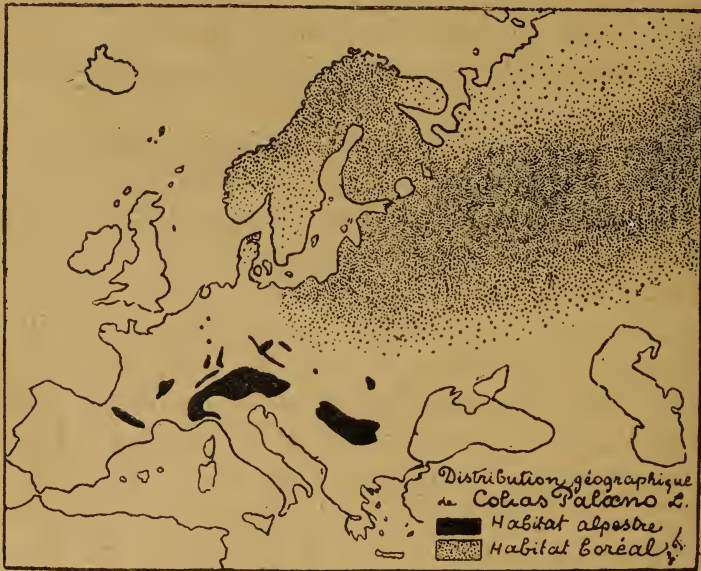 Distribution géographique
de Colias Palæno L.
Habitat alpestre
Habitat boréal